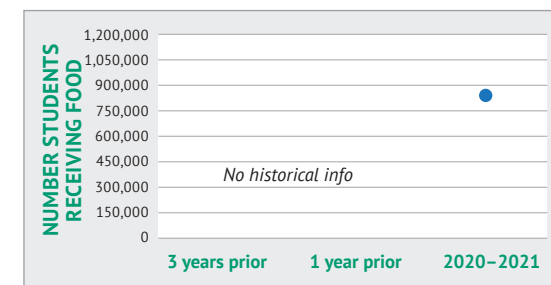 NUMBER STUDENTS
RECEIVING FOOD
1,200,000
1,050,000
900,000
750,000
600,000
450,000
300,000
150,000
0
No historical info
3 years prior
1 year prior
2020–2021